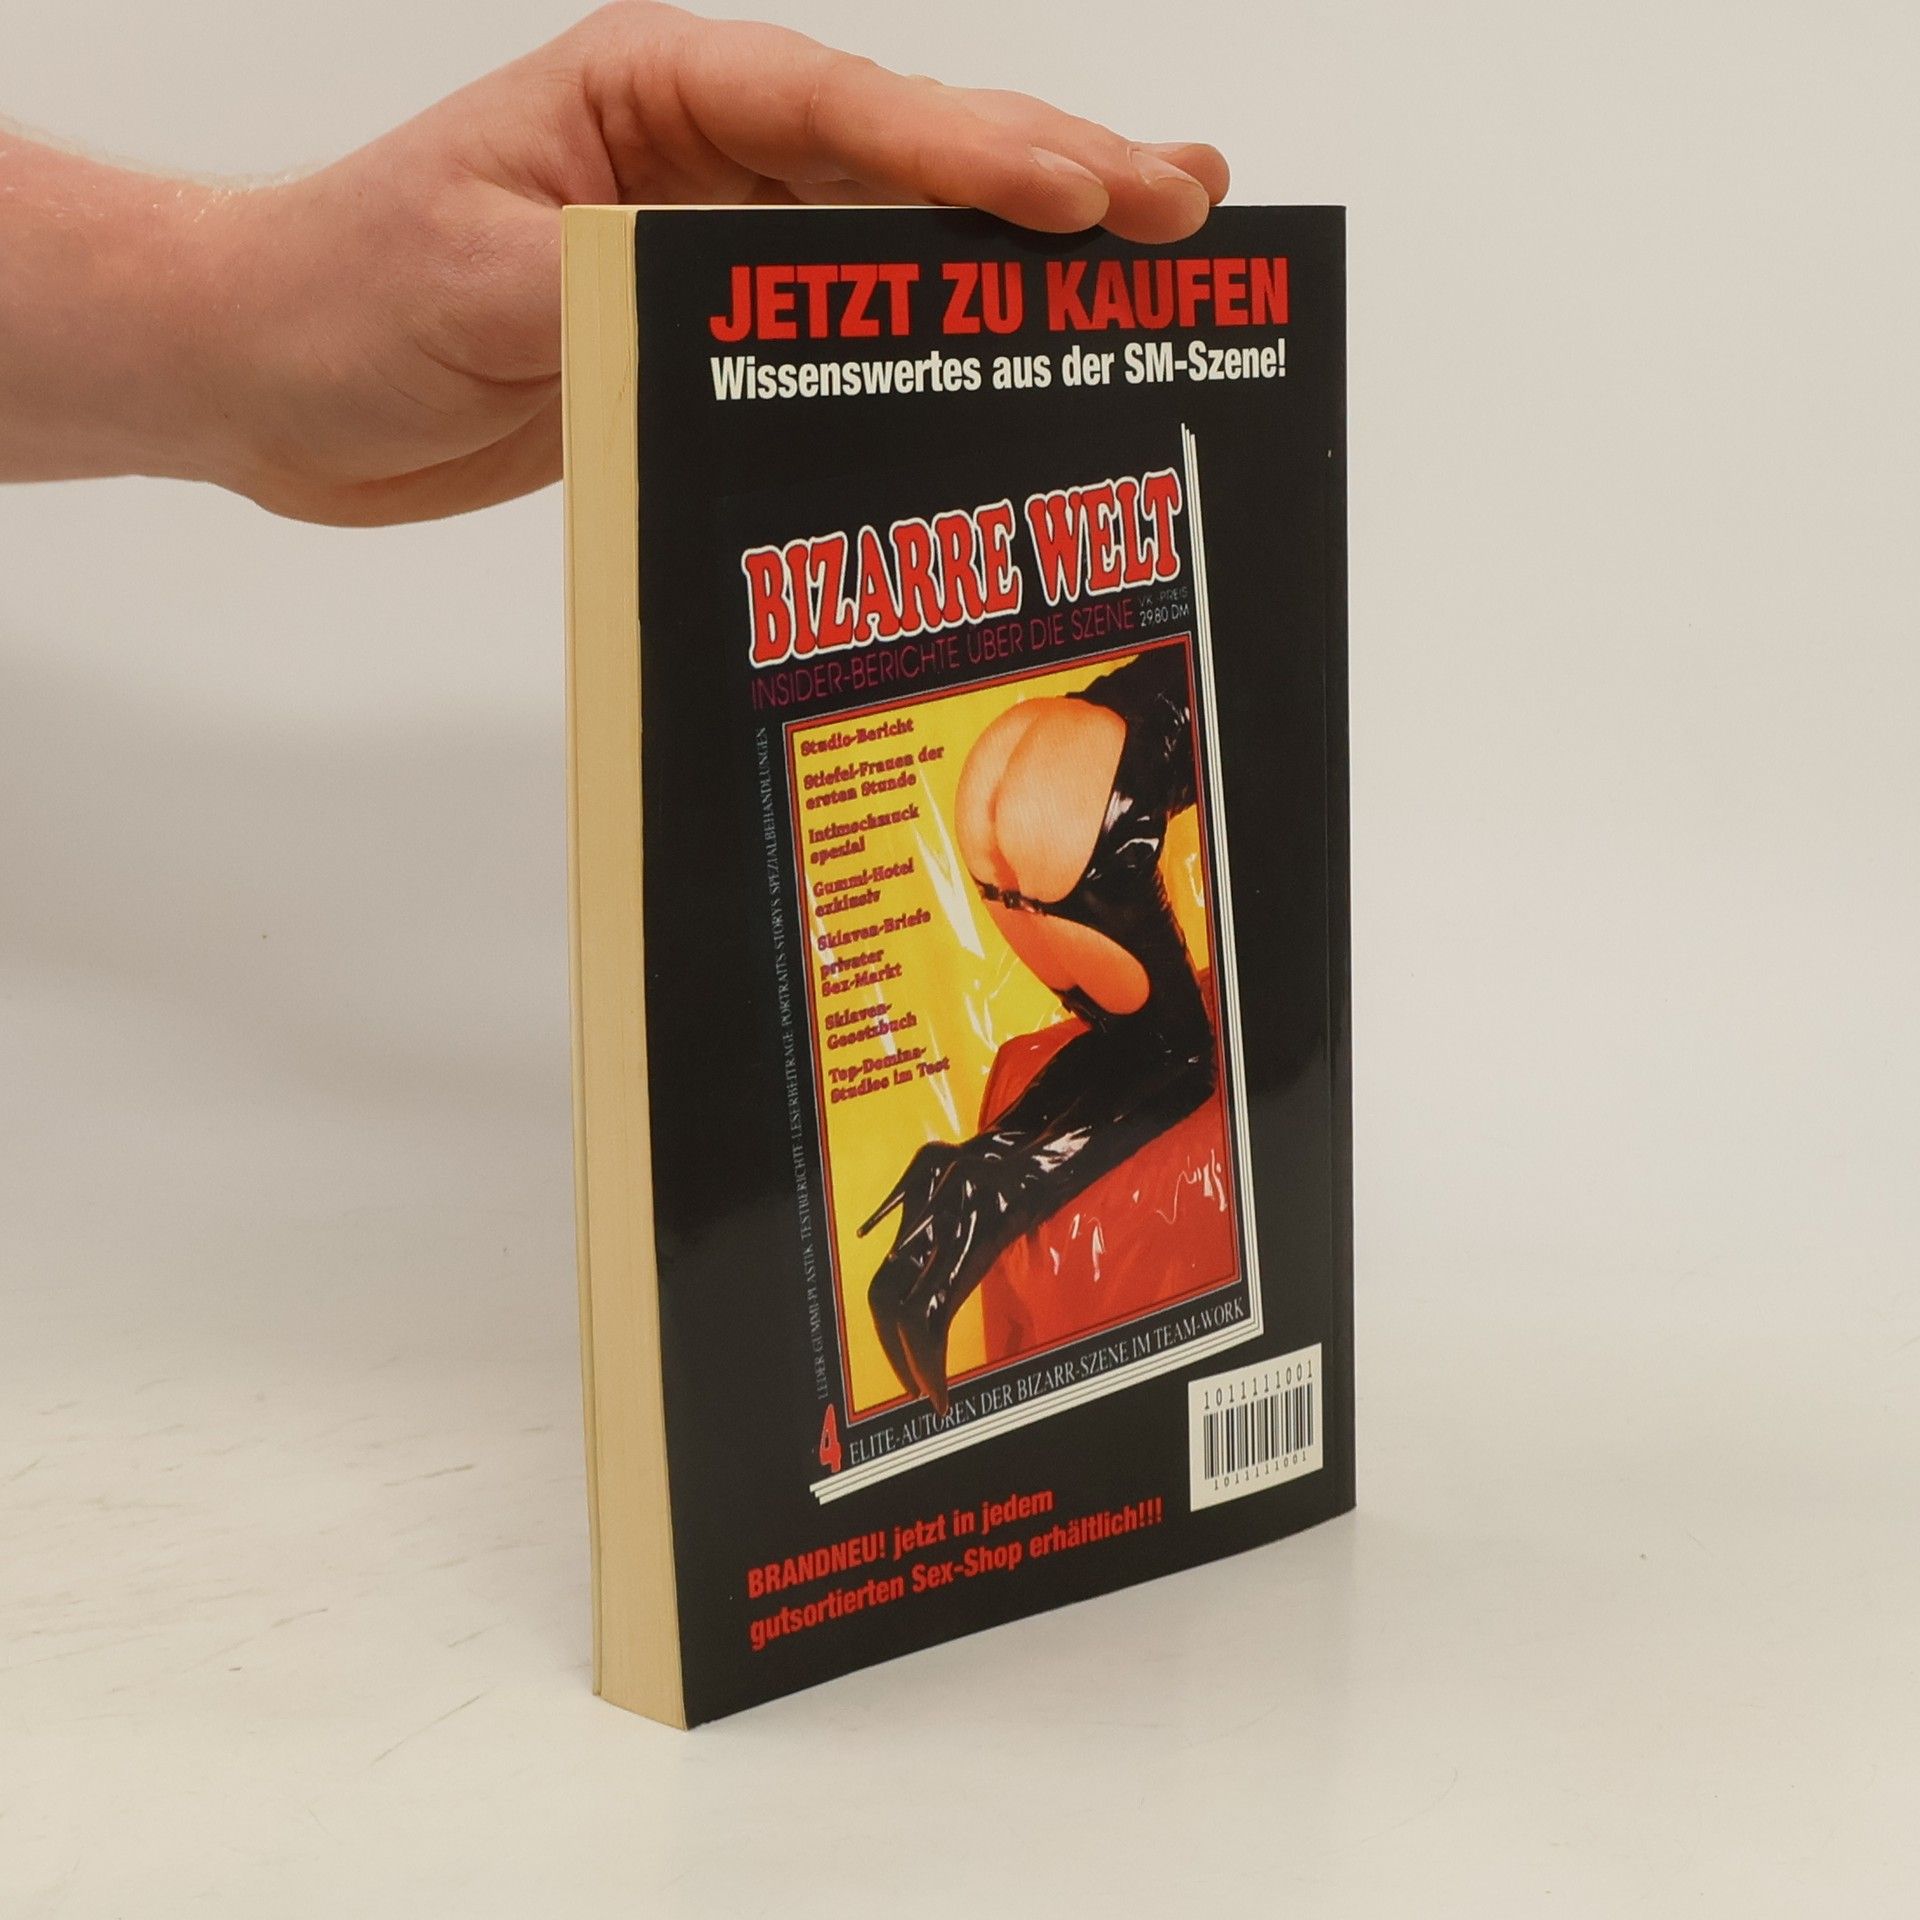 JETZT ZU KAUFEN
Wissenswertes aus der SM-Szene!
BIZARRE WELT
INSIDER-BERICHTE ÜBER DIE SZENE
VK.-PREIS
29,80 DM
Studio-Bericht
Stiefel-Frauen der
ersten Stunde
Intimschmuck
spezial
Gummi-Hotel
exklusiv
Sklaven-Briefe
privater
Sex-Markt
Sklaven-
Gesetzbuch
Top-Domina-
Studios im Test
LEDER GUMMI-PLASTIK TESTBERICHTE LESERBEITRÄGE PORTRAITS STORYS SPEZIALBEHANDLUNGEN
4
ELITE-AUTOREN DER BIZARR-SZENE IM TEAM-WORK
1011111001
1011111001
BRANDNEU! jetzt in jedem
gutsortierten Sex-Shop erhältlich!!!